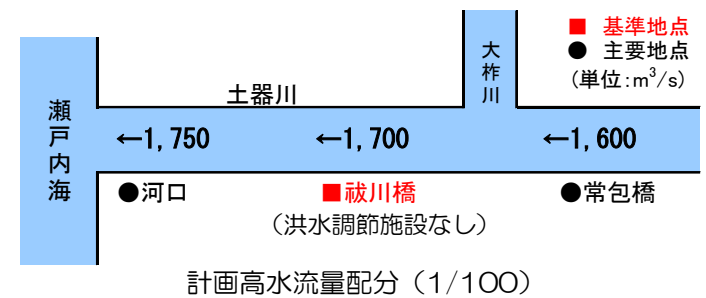 ■ 基準地点
● 主要地点
(単位:m³/s)
大柞川
土器川
瀬戸内海
←1,750
←1,700
←1,600
●河口
■祓川橋
●常包橋
(洪水調節施設なし)
計画高水流量配分(1/100)